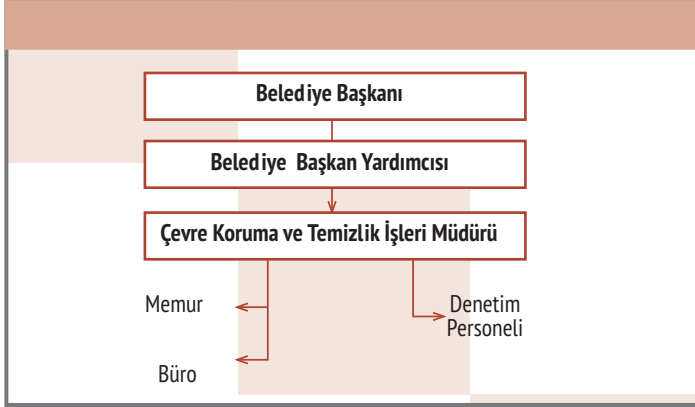 Belediye Başkanı
Belediye Başkan Yardımcısı
Çevre Koruma ve Temizlik İşleri Müdürü
Memur
Denetim
Personeli
Büro